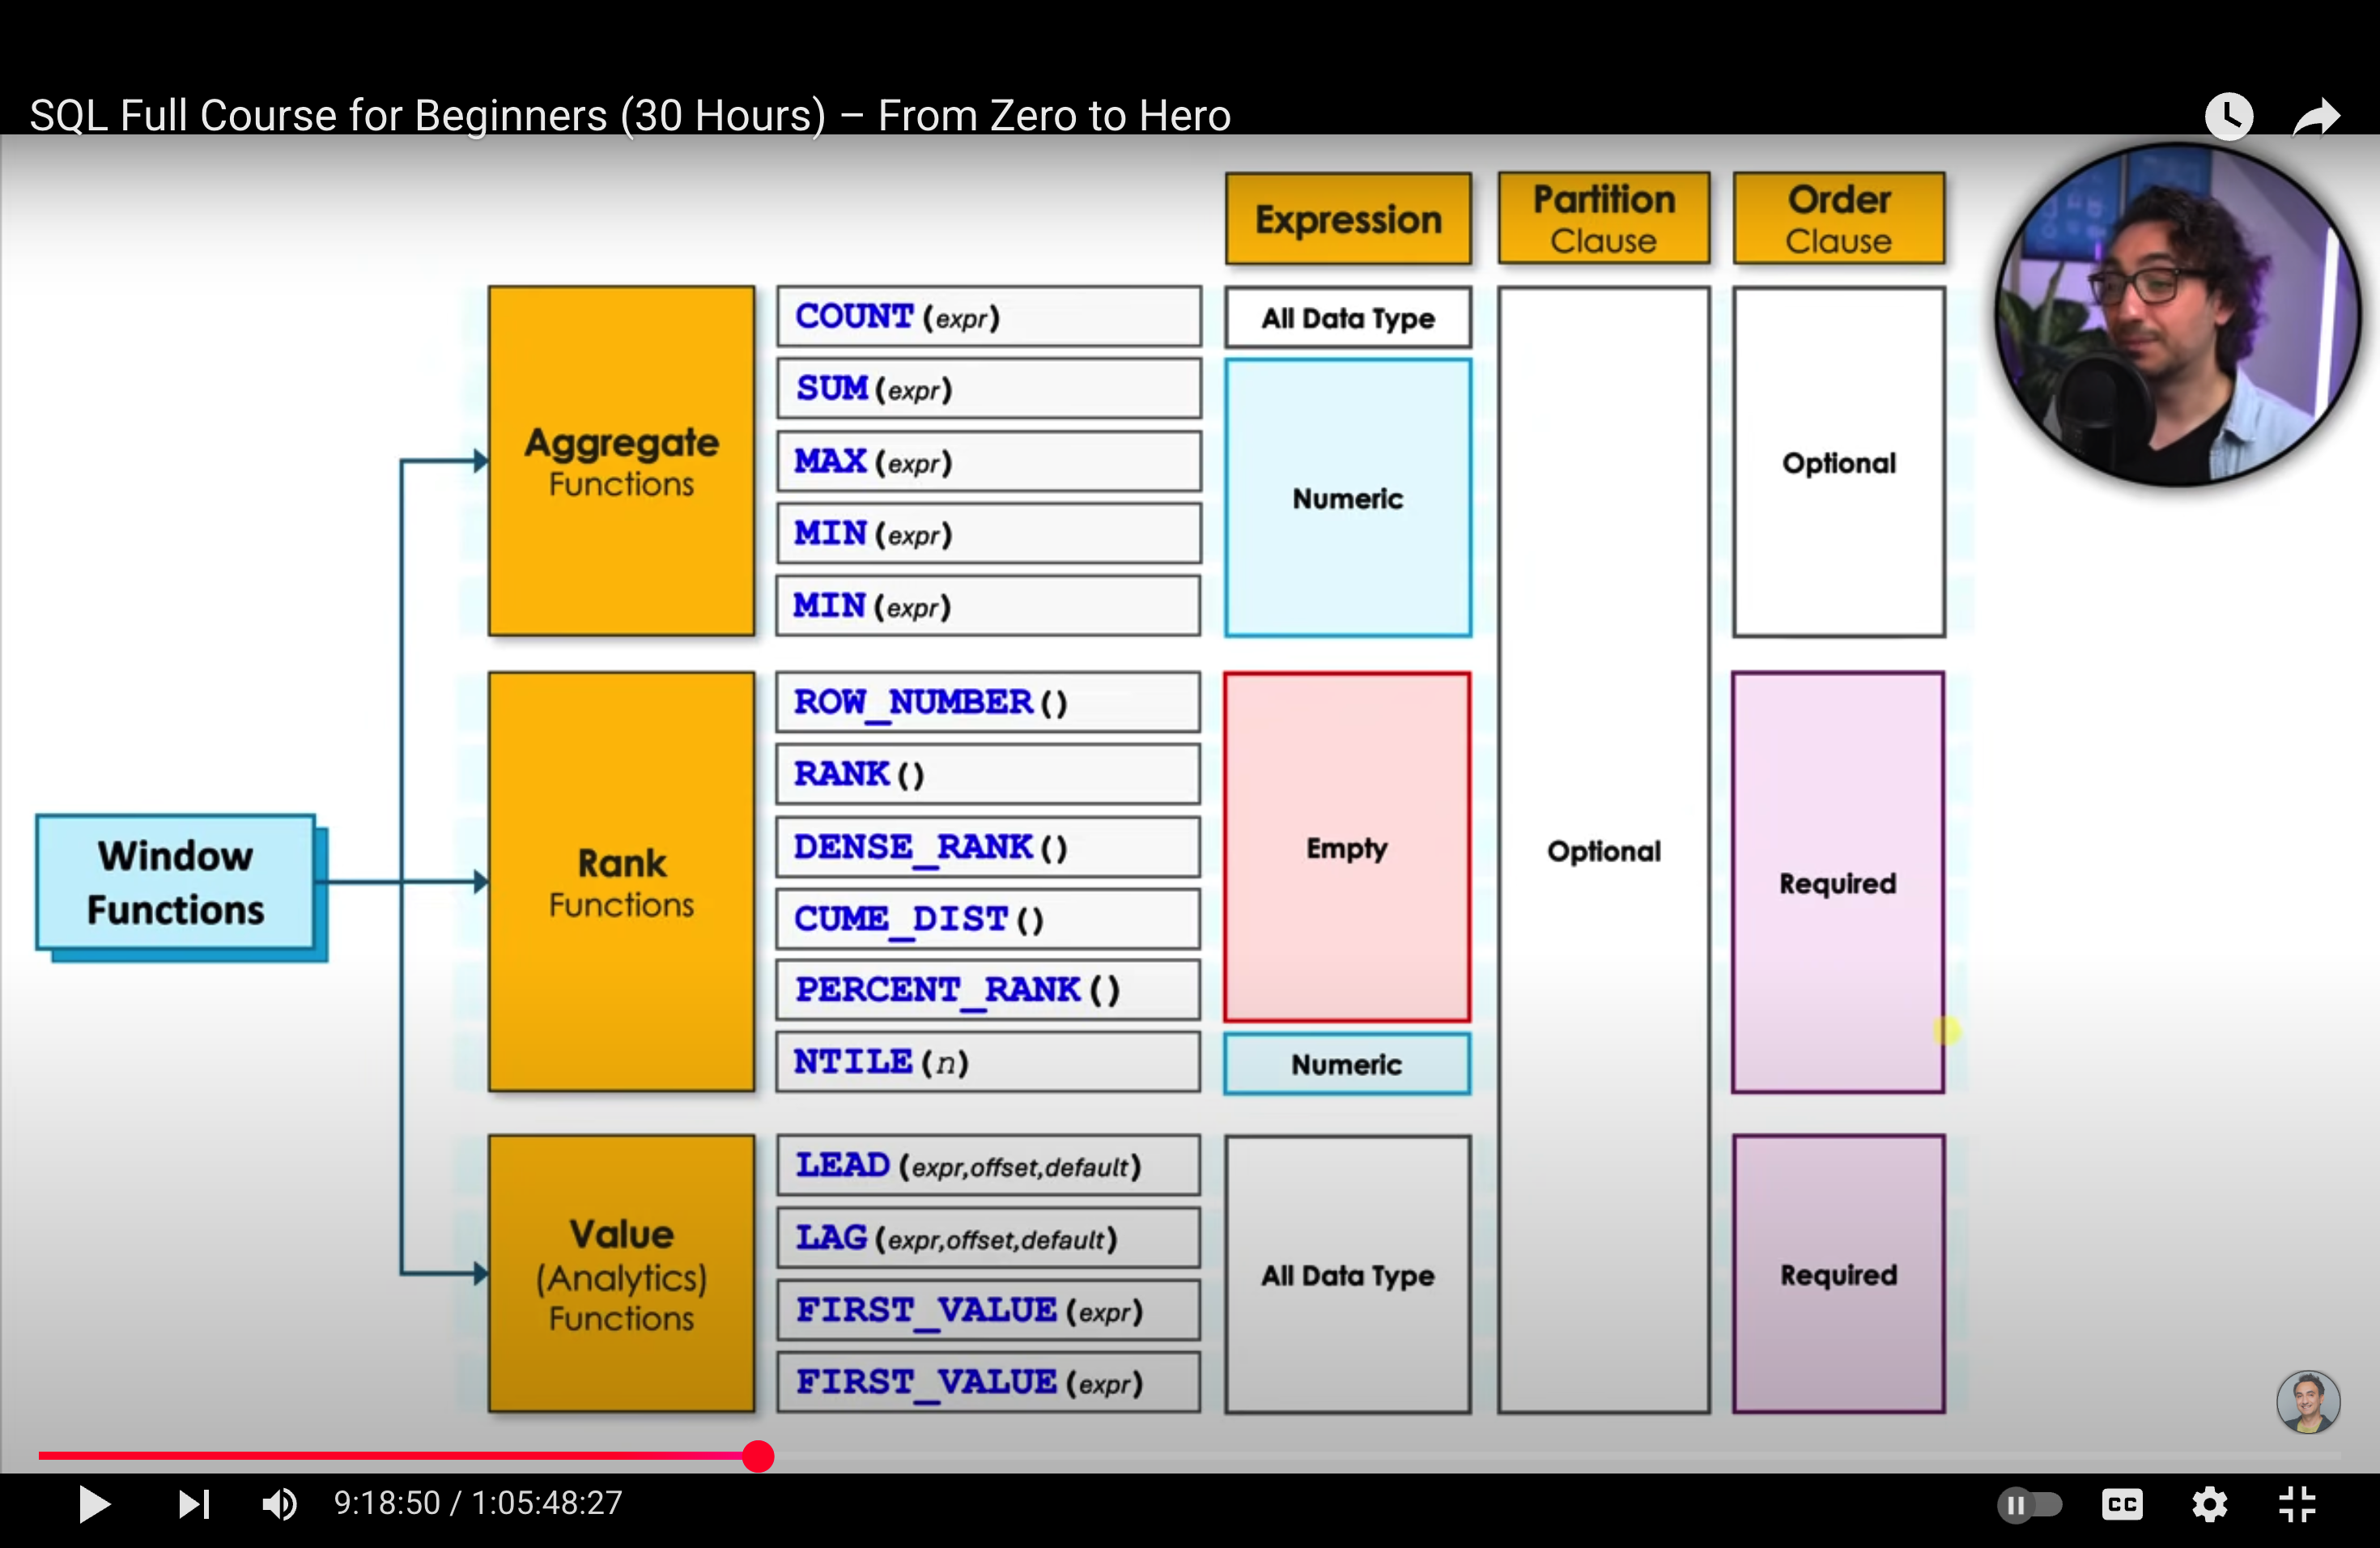 SQL Full Course for Beginners (30 Hours) – From Zero to Hero
Expression
Partition
Clause
Order
Clause
Aggregate
Functions
COUNT (expr)
SUM (expr)
MAX (expr)
MIN (expr)
MIN (expr)
All Data Type
Numeric
Optional
Window
Functions
Rank
Functions
ROW_NUMBER ()
RANK ()
DENSE_RANK ()
CUME_DIST ()
PERCENT_RANK ()
NTILE (n)
Empty
Numeric
Optional
Required
Value
(Analytics)
Functions
LEAD (expr,offset,default)
LAG (expr,offset,default)
FIRST_VALUE (expr)
FIRST_VALUE (expr)
All Data Type
Required
9:18:50 / 1:05:48:27
CC